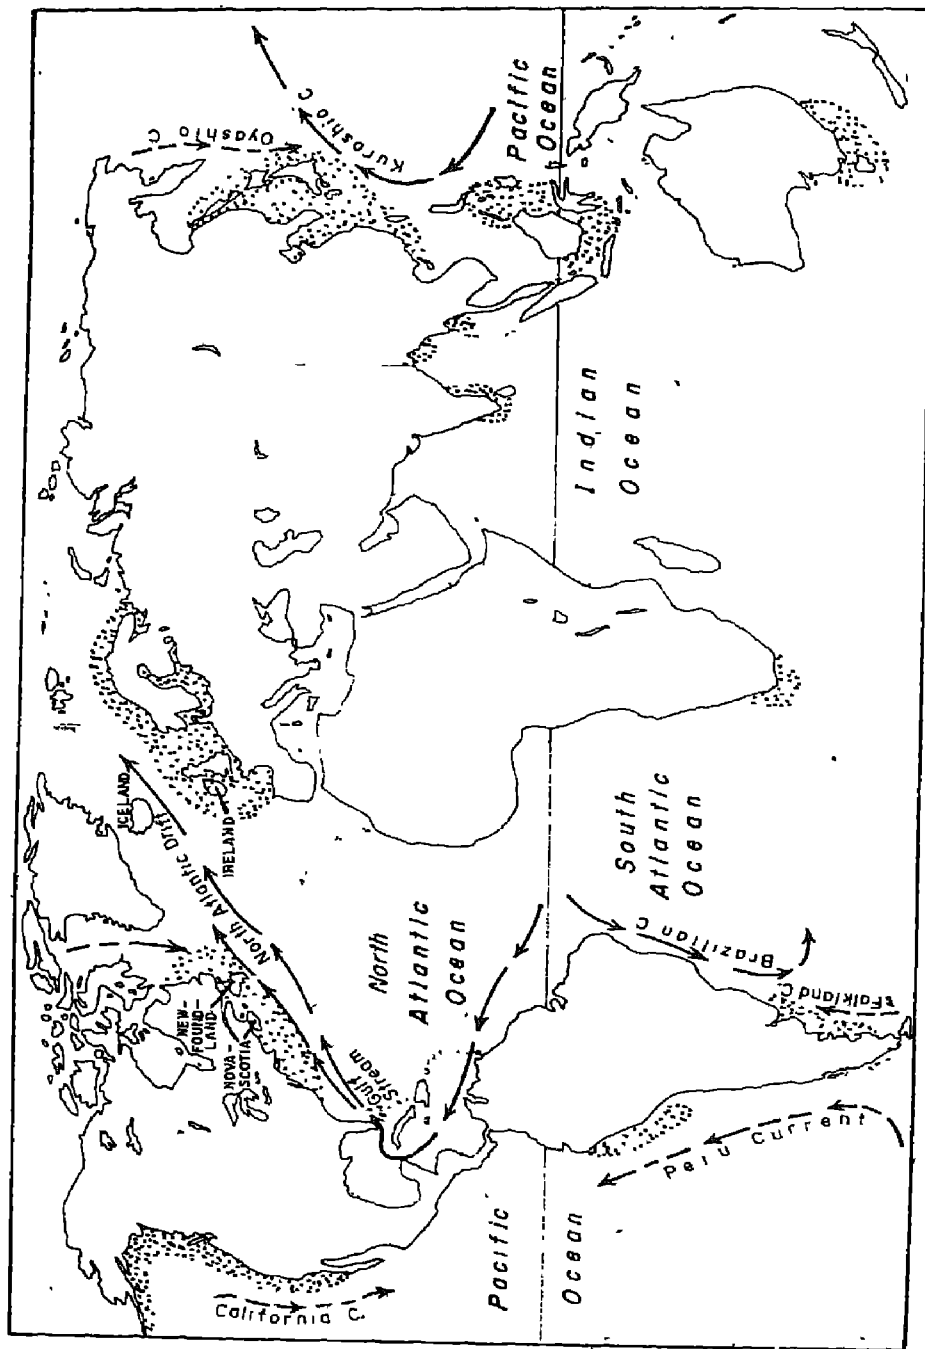 Oyashio C
Kuroshio C
Pacific
Ocean
ICELAND
North Atlantic Drift
IRELAND
NEW-
FOUND-
LAND
NOVA-
SCOTIA
Gulf
Stream
North
Atlantic
Ocean
Indian
Ocean
South
Atlantic
Ocean
Brazilian C
Falkland C
Peru Current
California C.
Pacific
Ocean